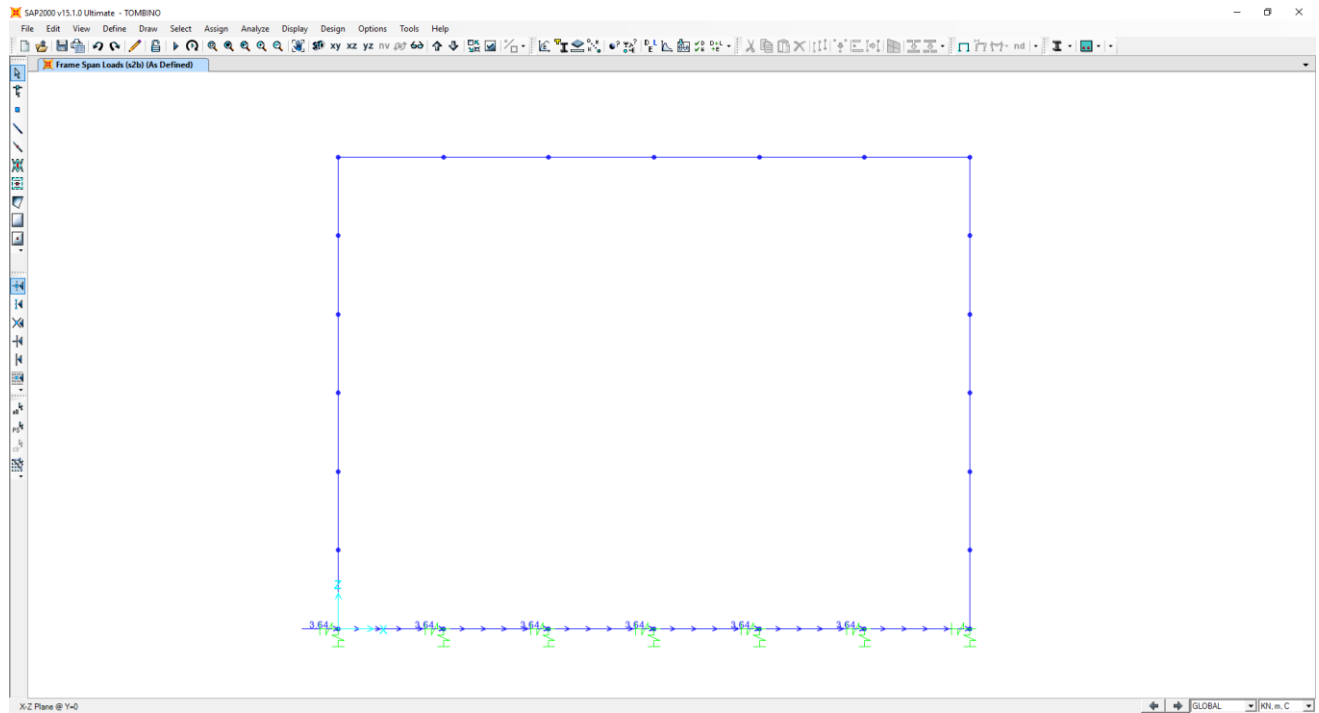 SAP2000 v15.1.0 Ultimate - TOMBINO
File Edit View Define Draw Select Assign Analyze Display Design Options Tools Help
xy xz yz nv nd
Frame Span Loads (s2b) (As Defined)
Z
3,64 X 3,64 3,64 3,64 3,64 3,64
X-Z Plane @ Y=0 GLOBAL KN, m, C